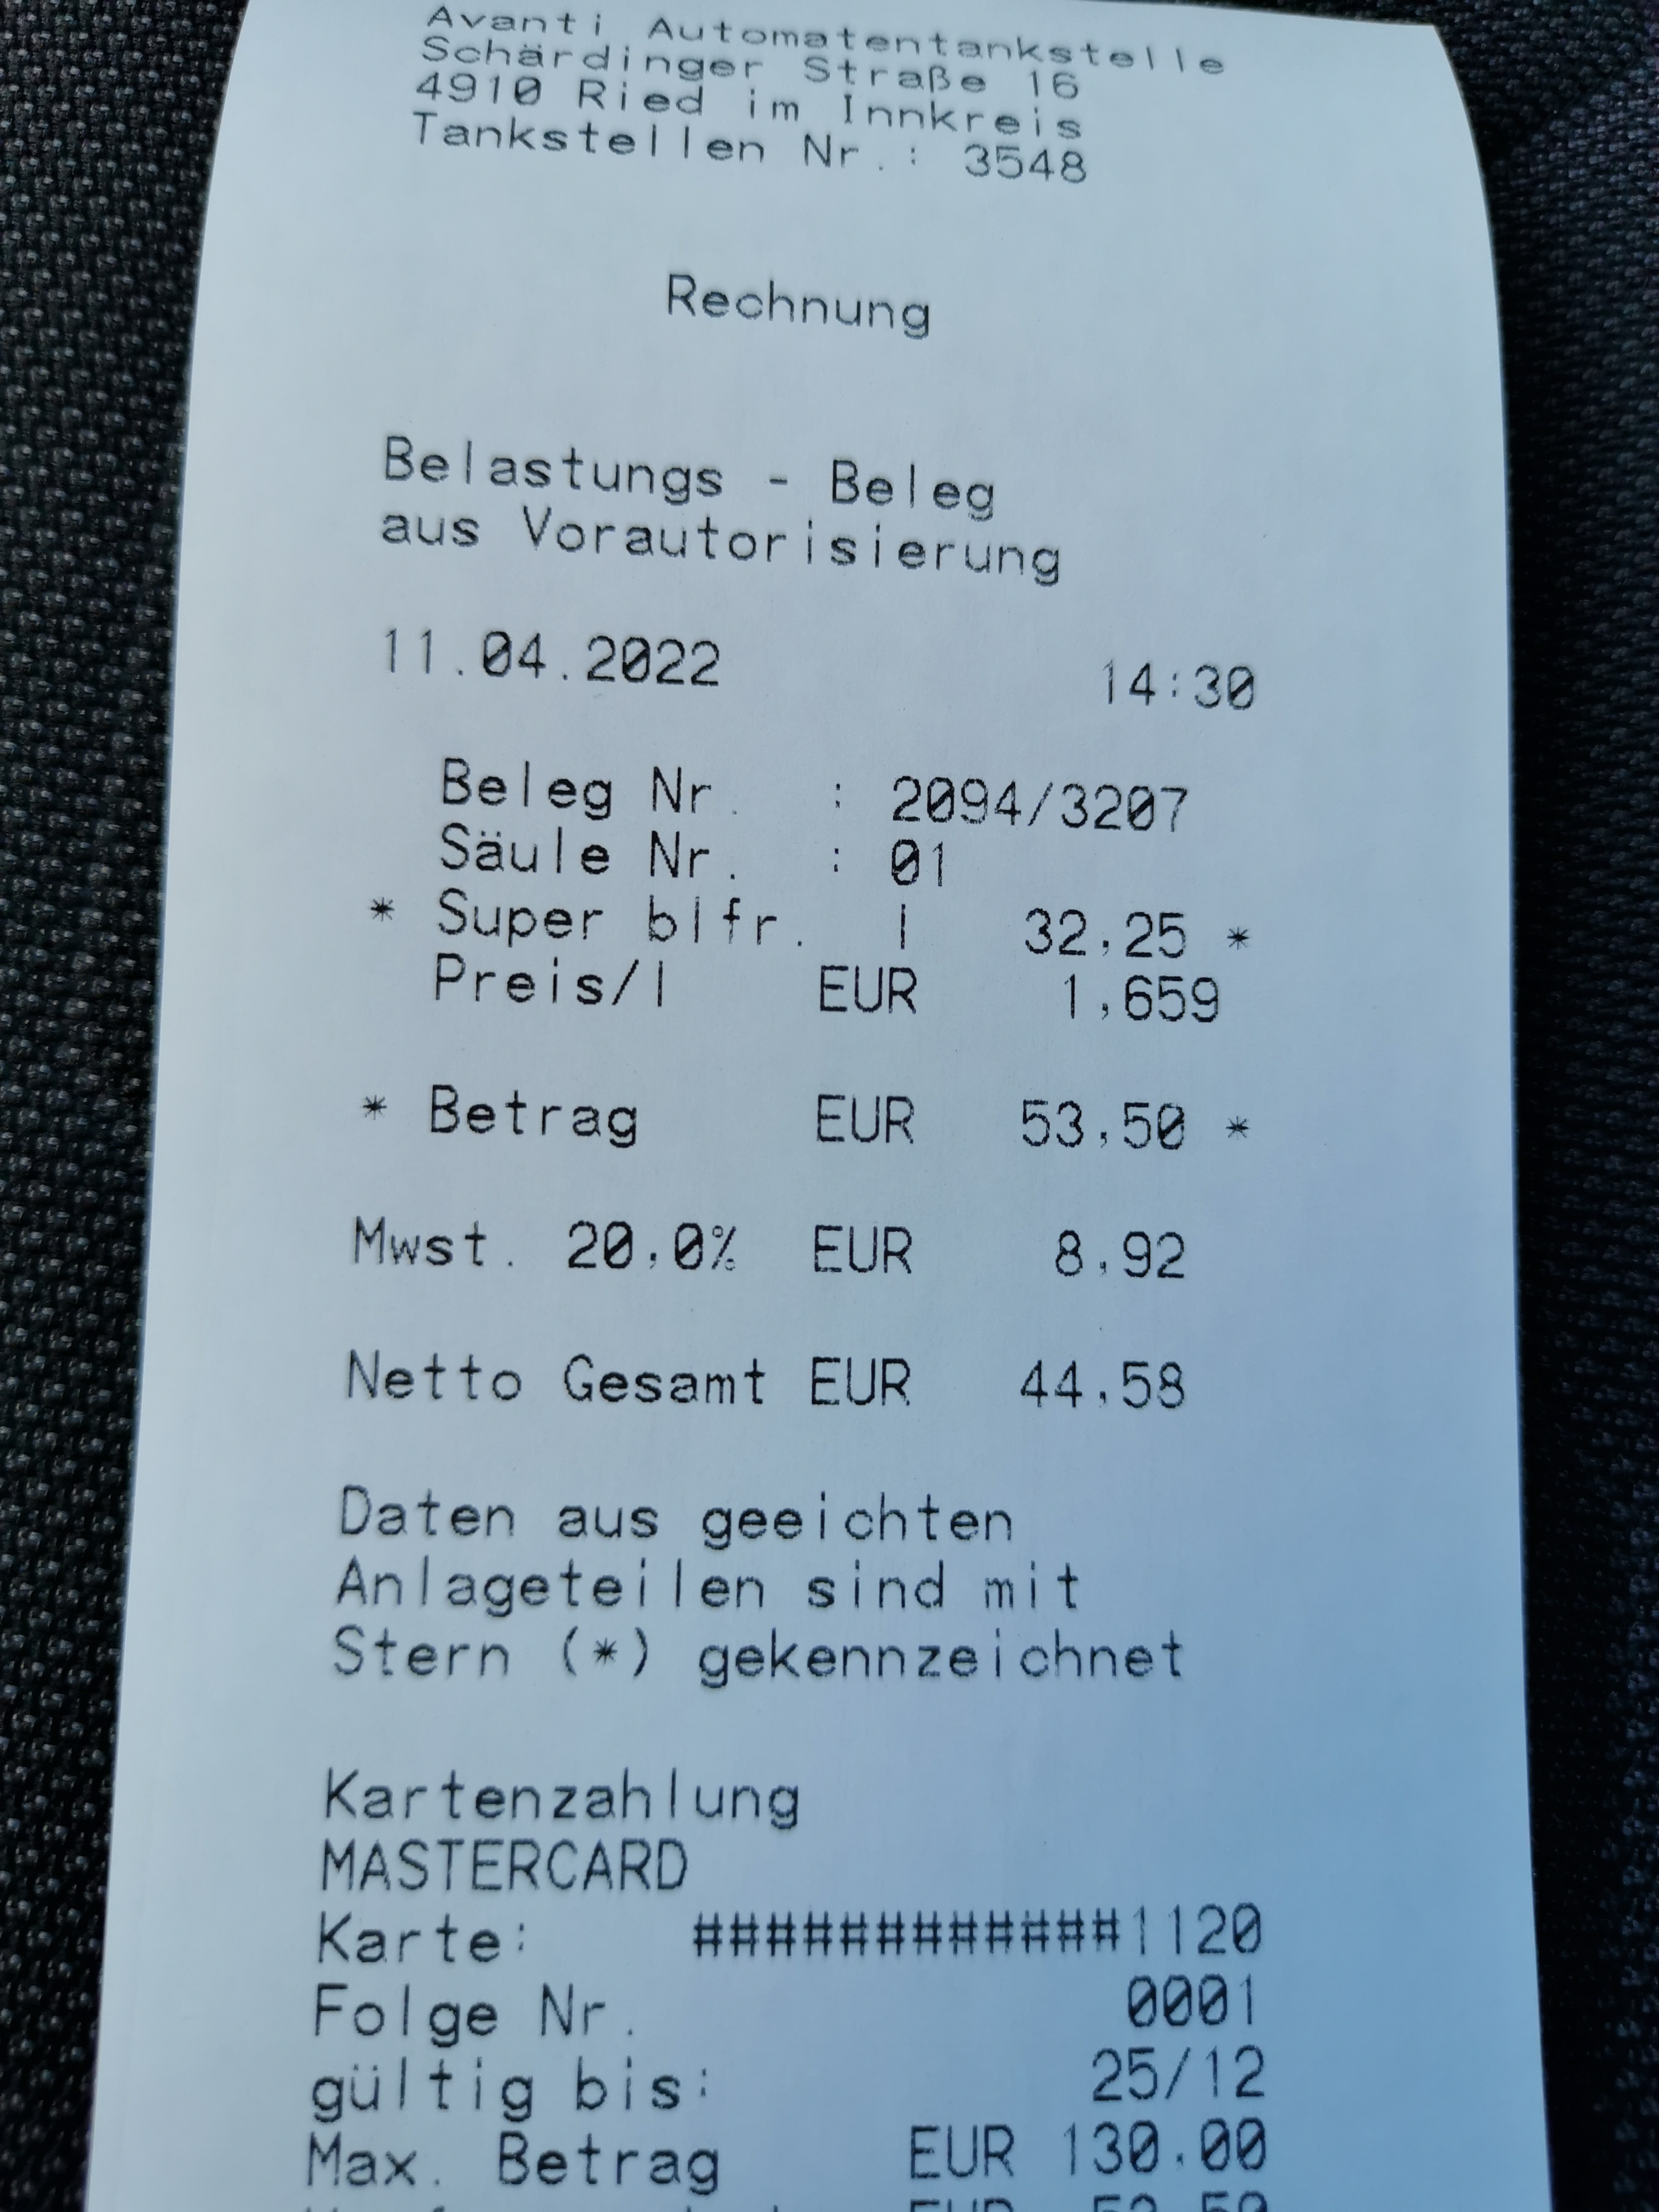 Avanti Automatentankstelle
Schärdinger Straße 16
4910 Ried im Innkreis
Tankstellen Nr.: 3548
Rechnung
Belastungs - Beleg
aus Vorautorisierung
11.04.2022 14:30
Beleg Nr. : 2094/3207
Säule Nr. : 01
* Super blfr. l 32,25 *
Preis/l EUR 1,659
* Betrag EUR 53,50 *
Mwst. 20,0% EUR 8,92
Netto Gesamt EUR 44,58
Daten aus geeichten
Anlageteilen sind mit
Stern (*) gekennzeichnet
Kartenzahlung
MASTERCARD
Karte: ############1120
Folge Nr. 0001
gültig bis: 25/12
Max. Betrag EUR 130.00